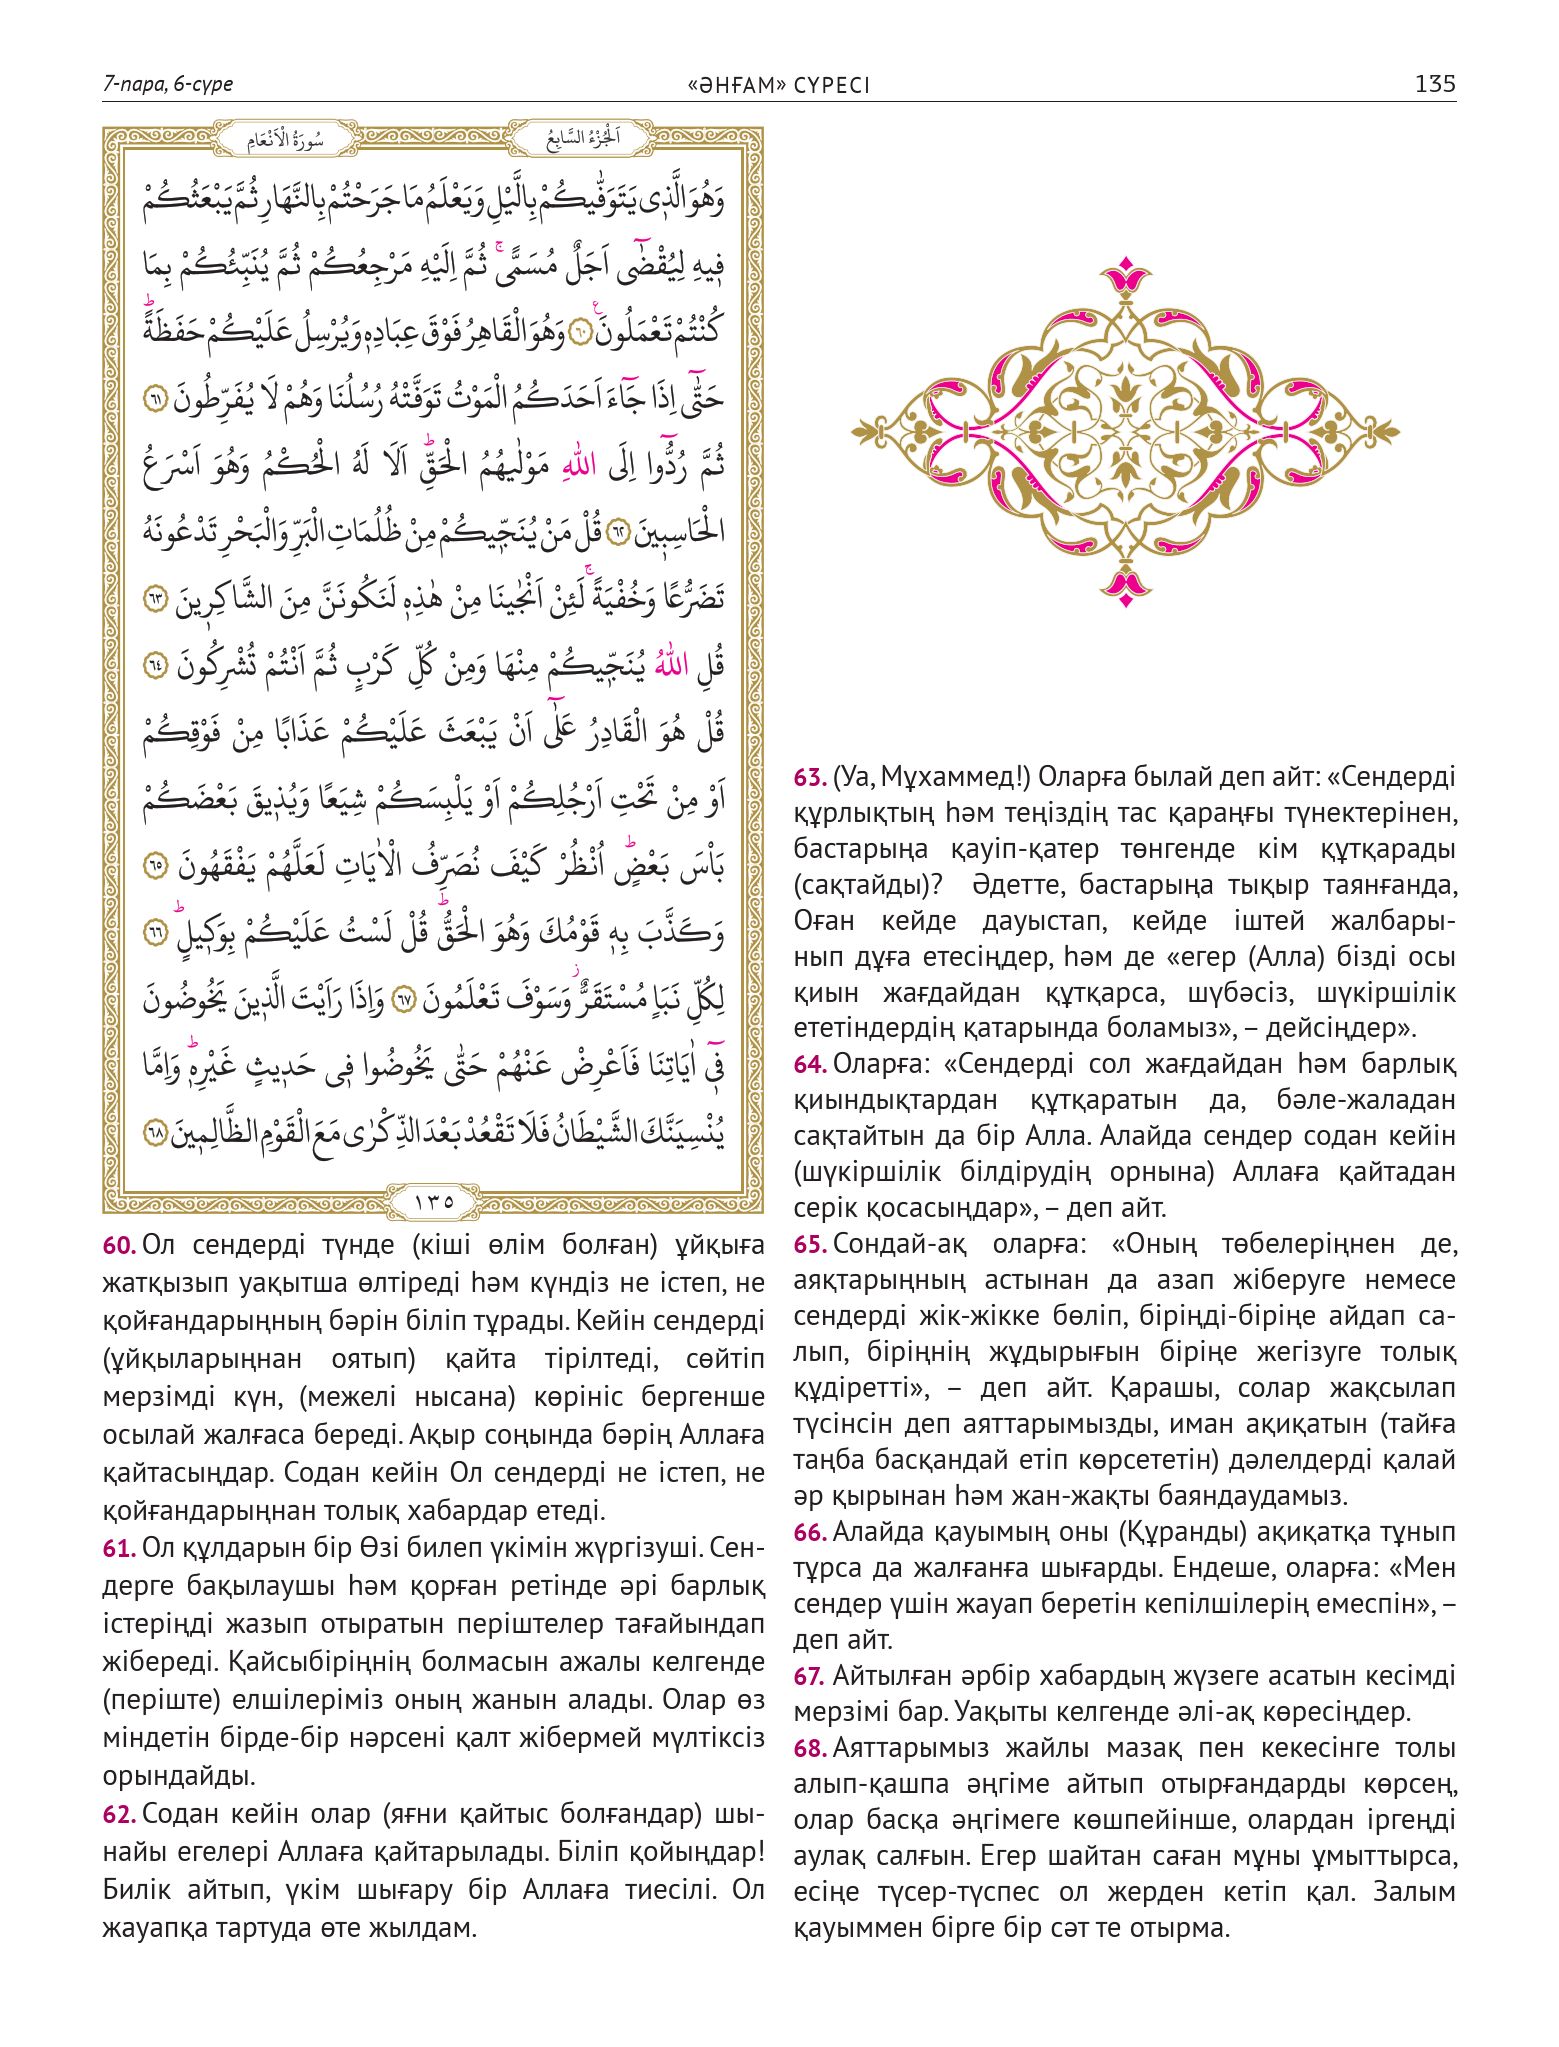 7-пара, 6-сүре
«ӘНҒАМ» СҮРЕСІ
135
سُورَةُ الْاَنْعَامِ
اَلْجُزْءُ السَّابِعُ
وَهُوَ الَّذ۪ي يَتَوَفّٰيكُمْ بِالَّيْلِ وَيَعْلَمُ مَا جَرَحْتُمْ بِالنَّهَارِ ثُمَّ يَبْعَثُكُمْ
ف۪يهِ لِيُقْضٰٓى اَجَلٌ مُسَمًّىۚ ثُمَّ اِلَيْهِ مَرْجِعُكُمْ ثُمَّ يُنَبِّئُكُمْ بِمَا
كُنْتُمْ تَعْمَلُونَ ﴿٦٠﴾ وَهُوَ الْقَاهِرُ فَوْقَ عِبَادِه۪ وَيُرْسِلُ عَلَيْكُمْ حَفَظَةًۜ
حَتّٰٓى اِذَا جَٓاءَ اَحَدَكُمُ الْمَوْتُ تَوَفَّتْهُ رُسُلُنَا وَهُمْ لَا يُفَرِّطُونَ ﴿٦١﴾
ثُمَّ رُدُّٓوا اِلَى اللّٰهِ مَوْلٰيهُمُ الْحَقِّۜ اَلَا لَهُ الْحُكْمُ وَهُوَ اَسْرَعُ
الْحَاسِب۪ينَ ﴿٦٢﴾ قُلْ مَنْ يُنَجّ۪يكُمْ مِنْ ظُلُمَاتِ الْبَرِّ وَالْبَحْرِ تَدْعُونَهُ
تَضَرُّعًا وَخُفْيَةًۚ لَئِنْ اَنْجٰينَا مِنْ هٰذِه۪ لَنَكُونَنَّ مِنَ الشَّاكِر۪ينَ ﴿٦٣﴾
قُلِ اللّٰهُ يُنَجّ۪يكُمْ مِنْهَا وَمِنْ كُلِّ كَرْبٍ ثُمَّ اَنْتُمْ تُشْرِكُونَ ﴿٦٤﴾
قُلْ هُوَ الْقَادِرُ عَلٰٓى اَنْ يَبْعَثَ عَلَيْكُمْ عَذَابًا مِنْ فَوْقِكُمْ
اَوْ مِنْ تَحْتِ اَرْجُلِكُمْ اَوْ يَلْبِسَكُمْ شِيَعًا وَيُذ۪يقَ بَعْضَكُمْ
بَأْسَ بَعْضٍۜ اُنْظُرْ كَيْفَ نُصَرِّفُ الْاٰيَاتِ لَعَلَّهُمْ يَفْقَهُونَ ﴿٦٥﴾
وَكَذَّبَ بِه۪ قَوْمُكَ وَهُوَ الْحَقُّۜ قُلْ لَسْتُ عَلَيْكُمْ بِوَك۪يلٍۜ ﴿٦٦﴾
لِكُلِّ نَبَأٍ مُسْتَقَرٌّۘ وَسَوْفَ تَعْلَمُونَ ﴿٦٧﴾ وَاِذَا رَاَيْتَ الَّذ۪ينَ يَخُوضُونَ
ف۪ٓي اٰيَاتِنَا فَاَعْرِضْ عَنْهُمْ حَتّٰى يَخُوضُوا ف۪ي حَد۪يثٍ غَيْرِه۪ۜ وَاِمَّا
يُنْسِيَنَّكَ الشَّيْطَانُ فَلَا تَقْعُدْ بَعْدَ الذِّكْرٰى مَعَ الْقَوْمِ الظَّالِم۪ينَ ﴿٦٨﴾
١٣٥
60. Ол сендерді түнде (кіші өлім болған) ұйқыға
жатқызып уақытша өлтіреді һәм күндіз не істеп, не
қойғандарыңның бәрін біліп тұрады. Кейін сендерді
(ұйқыларыңнан оятып) қайта тірілтеді, сөйтіп
мерзімді күн, (межелі нысана) көрініс бергенше
осылай жалғаса береді. Ақыр соңында бәрің Аллаға
қайтасыңдар. Содан кейін Ол сендерді не істеп, не
қойғандарыңнан толық хабардар етеді.
61. Ол құлдарын бір Өзі билеп үкімін жүргізуші. Сен-
дерге бақылаушы һәм қорған ретінде әрі барлық
істеріңді жазып отыратын періштелер тағайындап
жібереді. Қайсыбіріңнің болмасын ажалы келгенде
(періште) елшілеріміз оның жанын алады. Олар өз
міндетін бірде-бір нәрсені қалт жібермей мүлтіксіз
орындайды.
62. Содан кейін олар (яғни қайтыс болғандар) шы-
найы егелері Аллаға қайтарылады. Біліп қойыңдар!
Билік айтып, үкім шығару бір Аллаға тиесілі. Ол
жауапқа тартуда өте жылдам.
63. (Уа, Мұхаммед!) Оларға былай деп айт: «Сендерді
құрлықтың һәм теңіздің тас қараңғы түнектерінен,
бастарыңа қауіп-қатер төнгенде кім құтқарады
(сақтайды)? Әдетте, бастарыңа тықыр таянғанда,
Оған кейде дауыстап, кейде іштей жалбары-
нып дұға етесіңдер, һәм де «егер (Алла) бізді осы
қиын жағдайдан құтқарса, шүбәсіз, шүкіршілік
ететіндердің қатарында боламыз», – дейсіңдер».
64. Оларға: «Сендерді сол жағдайдан һәм барлық
қиындықтардан құтқаратын да, бәле-жаладан
сақтайтын да бір Алла. Алайда сендер содан кейін
(шүкіршілік білдірудің орнына) Аллаға қайтадан
серік қосасыңдар», – деп айт.
65. Сондай-ақ оларға: «Оның төбелеріңнен де,
аяқтарыңның астынан да азап жіберуге немесе
сендерді жік-жікке бөліп, біріңді-біріңе айдап са-
лып, біріңнің жұдырығын біріңе жегізуге толық
құдіретті», – деп айт. Қарашы, солар жақсылап
түсінсін деп аяттарымызды, иман ақиқатын (тайға
таңба басқандай етіп көрсететін) дәлелдерді қалай
әр қырынан һәм жан-жақты баяндаудамыз.
66. Алайда қауымың оны (Құранды) ақиқатқа тұнып
тұрса да жалғанға шығарды. Ендеше, оларға: «Мен
сендер үшін жауап беретін кепілшілерің емеспін», –
деп айт.
67. Айтылған әрбір хабардың жүзеге асатын кесімді
мерзімі бар. Уақыты келгенде әлі-ақ көресіңдер.
68. Аяттарымыз жайлы мазақ пен кекесінге толы
алып-қашпа әңгіме айтып отырғандарды көрсең,
олар басқа әңгімеге көшпейінше, олардан іргеңді
аулақ салғын. Егер шайтан саған мұны ұмыттырса,
есіңе түсер-түспес ол жерден кетіп қал. Залым
қауыммен бірге бір сәт те отырма.